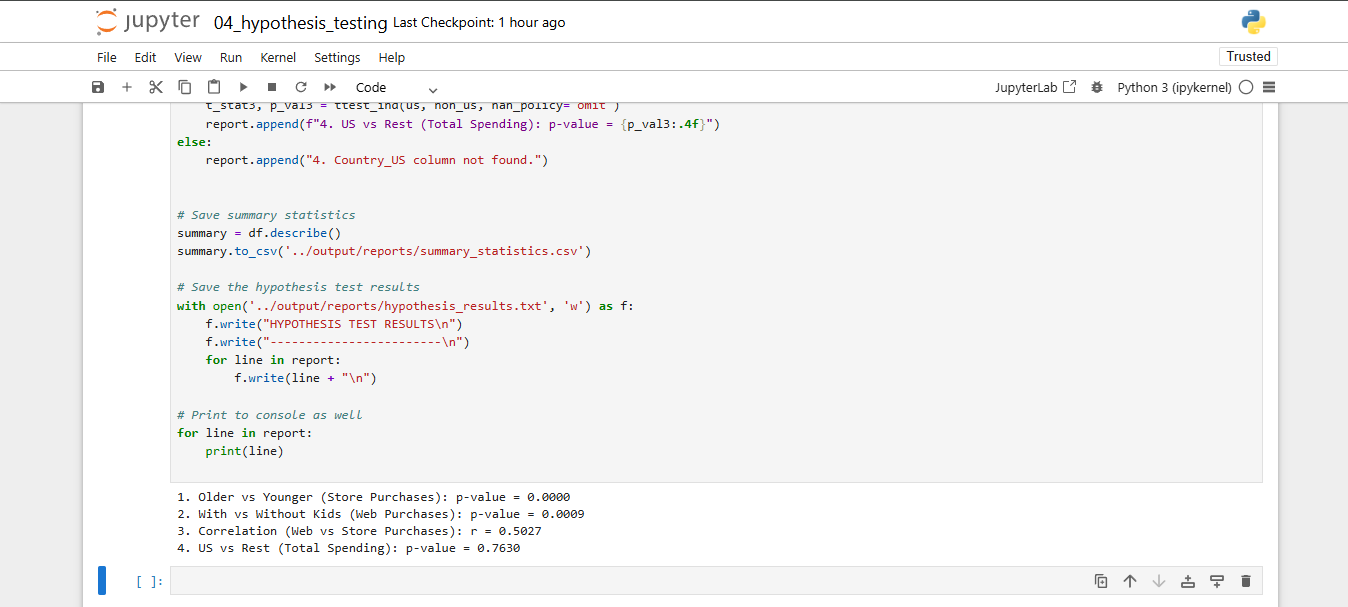 jupyter 04_hypothesis_testing Last Checkpoint: 1 hour ago
File Edit View Run Kernel Settings Help
Trusted
Code
JupyterLab
Python 3 (ipykernel)
t_stat3, p_val3 = ttest_ind(us, non_us, nan_policy='omit')
report.append(f"4. US vs Rest (Total Spending): p-value = {p_val3:.4f}")
else:
report.append("4. Country_US column not found.")
# Save summary statistics
summary = df.describe()
summary.to_csv('../output/reports/summary_statistics.csv')
# Save the hypothesis test results
with open('../output/reports/hypothesis_results.txt', 'w') as f:
f.write("HYPOTHESIS TEST RESULTS\n")
f.write("------------------------\n")
for line in report:
f.write(line + "\n")
# Print to console as well
for line in report:
print(line)
1. Older vs Younger (Store Purchases): p-value = 0.0000
2. With vs Without Kids (Web Purchases): p-value = 0.0009
3. Correlation (Web vs Store Purchases): r = 0.5027
4. US vs Rest (Total Spending): p-value = 0.7630
[ ]: